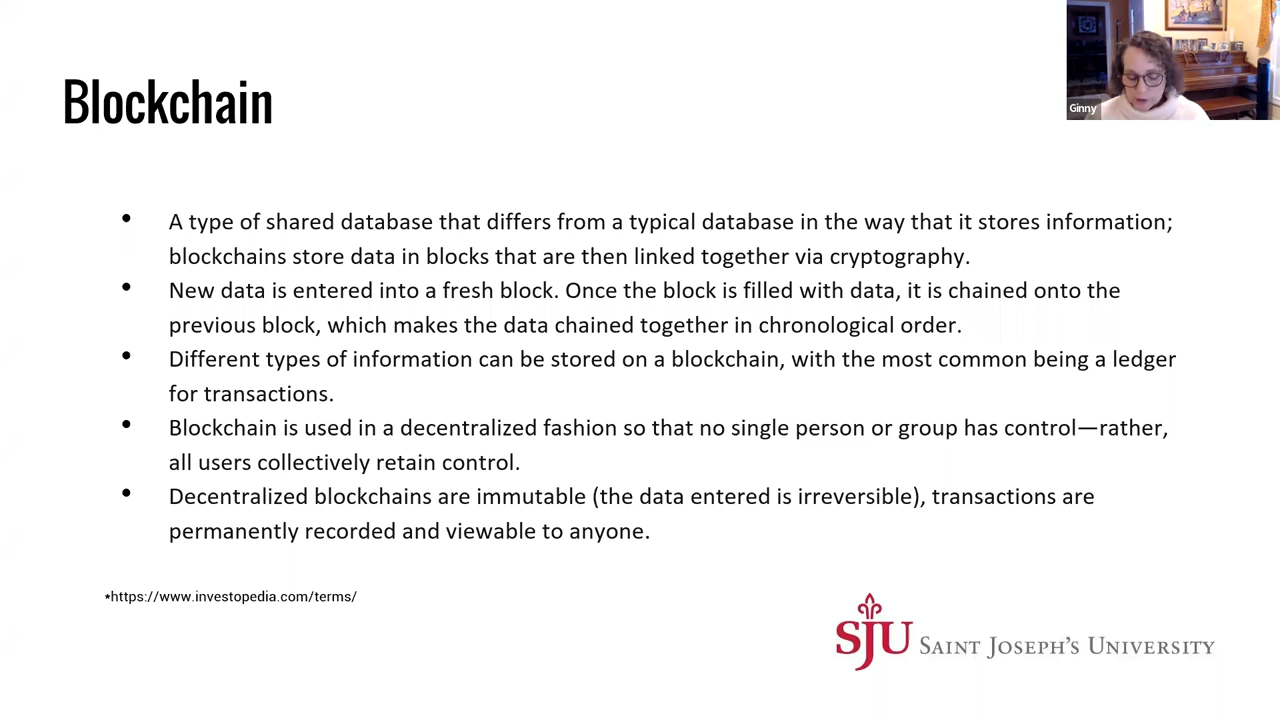 Blockchain
Ginny
• A type of shared database that differs from a typical database in the way that it stores information;
blockchains store data in blocks that are then linked together via cryptography.
• New data is entered into a fresh block. Once the block is filled with data, it is chained onto the
previous block, which makes the data chained together in chronological order.
• Different types of information can be stored on a blockchain, with the most common being a ledger
for transactions.
• Blockchain is used in a decentralized fashion so that no single person or group has control—rather,
all users collectively retain control.
• Decentralized blockchains are immutable (the data entered is irreversible), transactions are
permanently recorded and viewable to anyone.
*https://www.investopedia.com/terms/
SJU SAINT JOSEPH'S UNIVERSITY